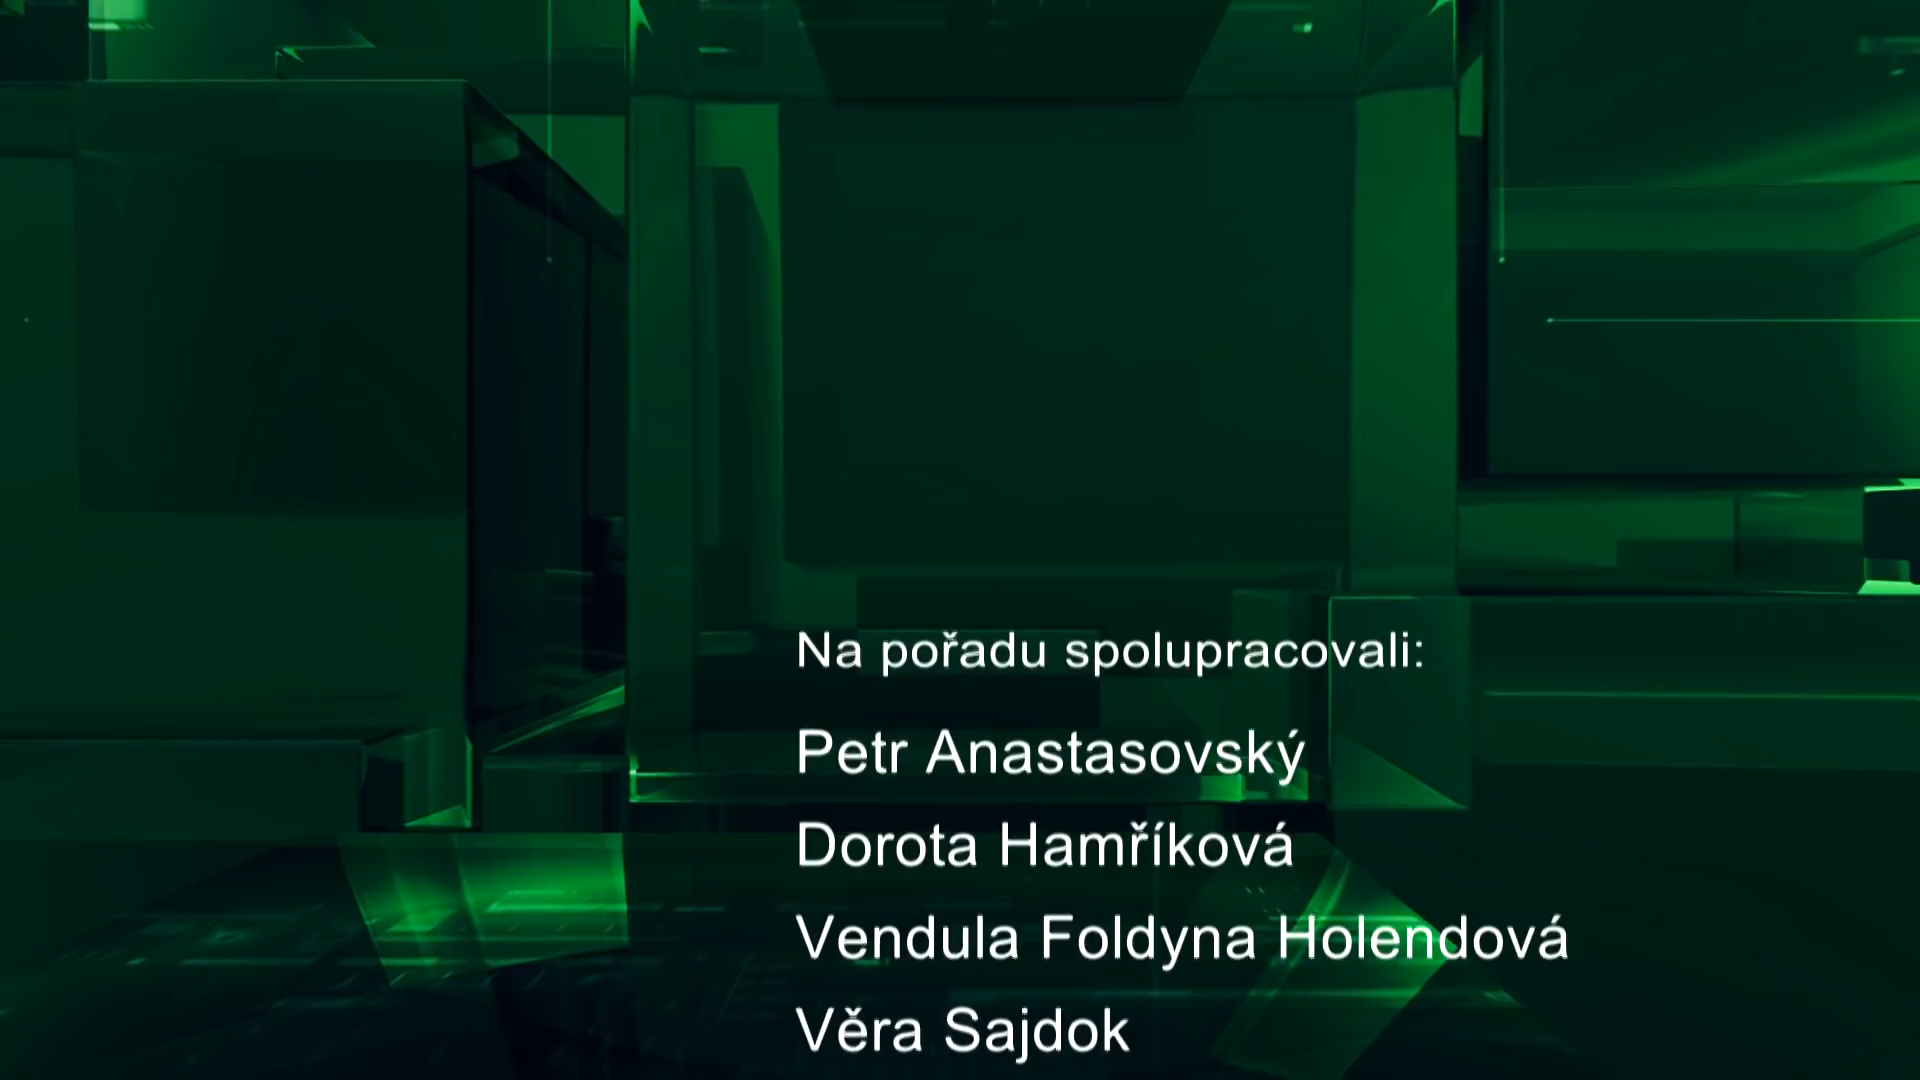 Na pořadu spolupracovali:
Petr Anastasovský
Dorota Hamříková
Vendula Foldyna Holendová
Věra Sajdok